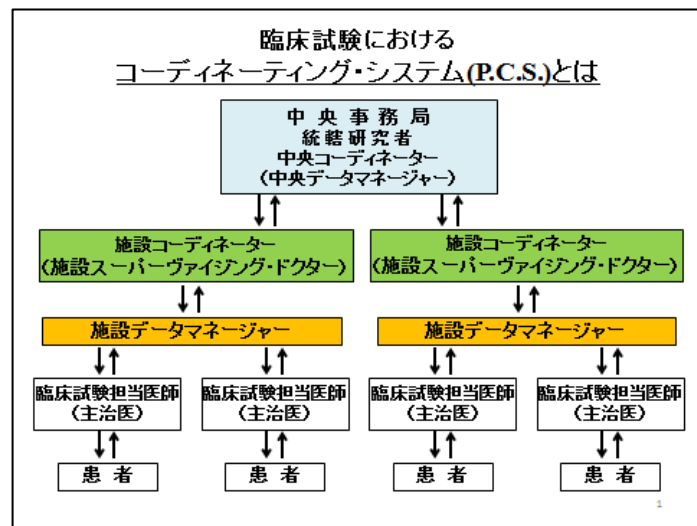 臨床試験における
コーディネーティング・システム(P.C.S.)とは
中 央 事 務 局
統轄研究者
中央コーディネーター
(中央データマネージャー)
施設コーディネーター
(施設スーパーヴァイジング・ドクター)
施設コーディネーター
(施設スーパーヴァイジング・ドクター)
施設データマネージャー
施設データマネージャー
臨床試験担当医師
(主治医)
臨床試験担当医師
(主治医)
臨床試験担当医師
(主治医)
臨床試験担当医師
(主治医)
患 者
患 者
患 者
患 者
1